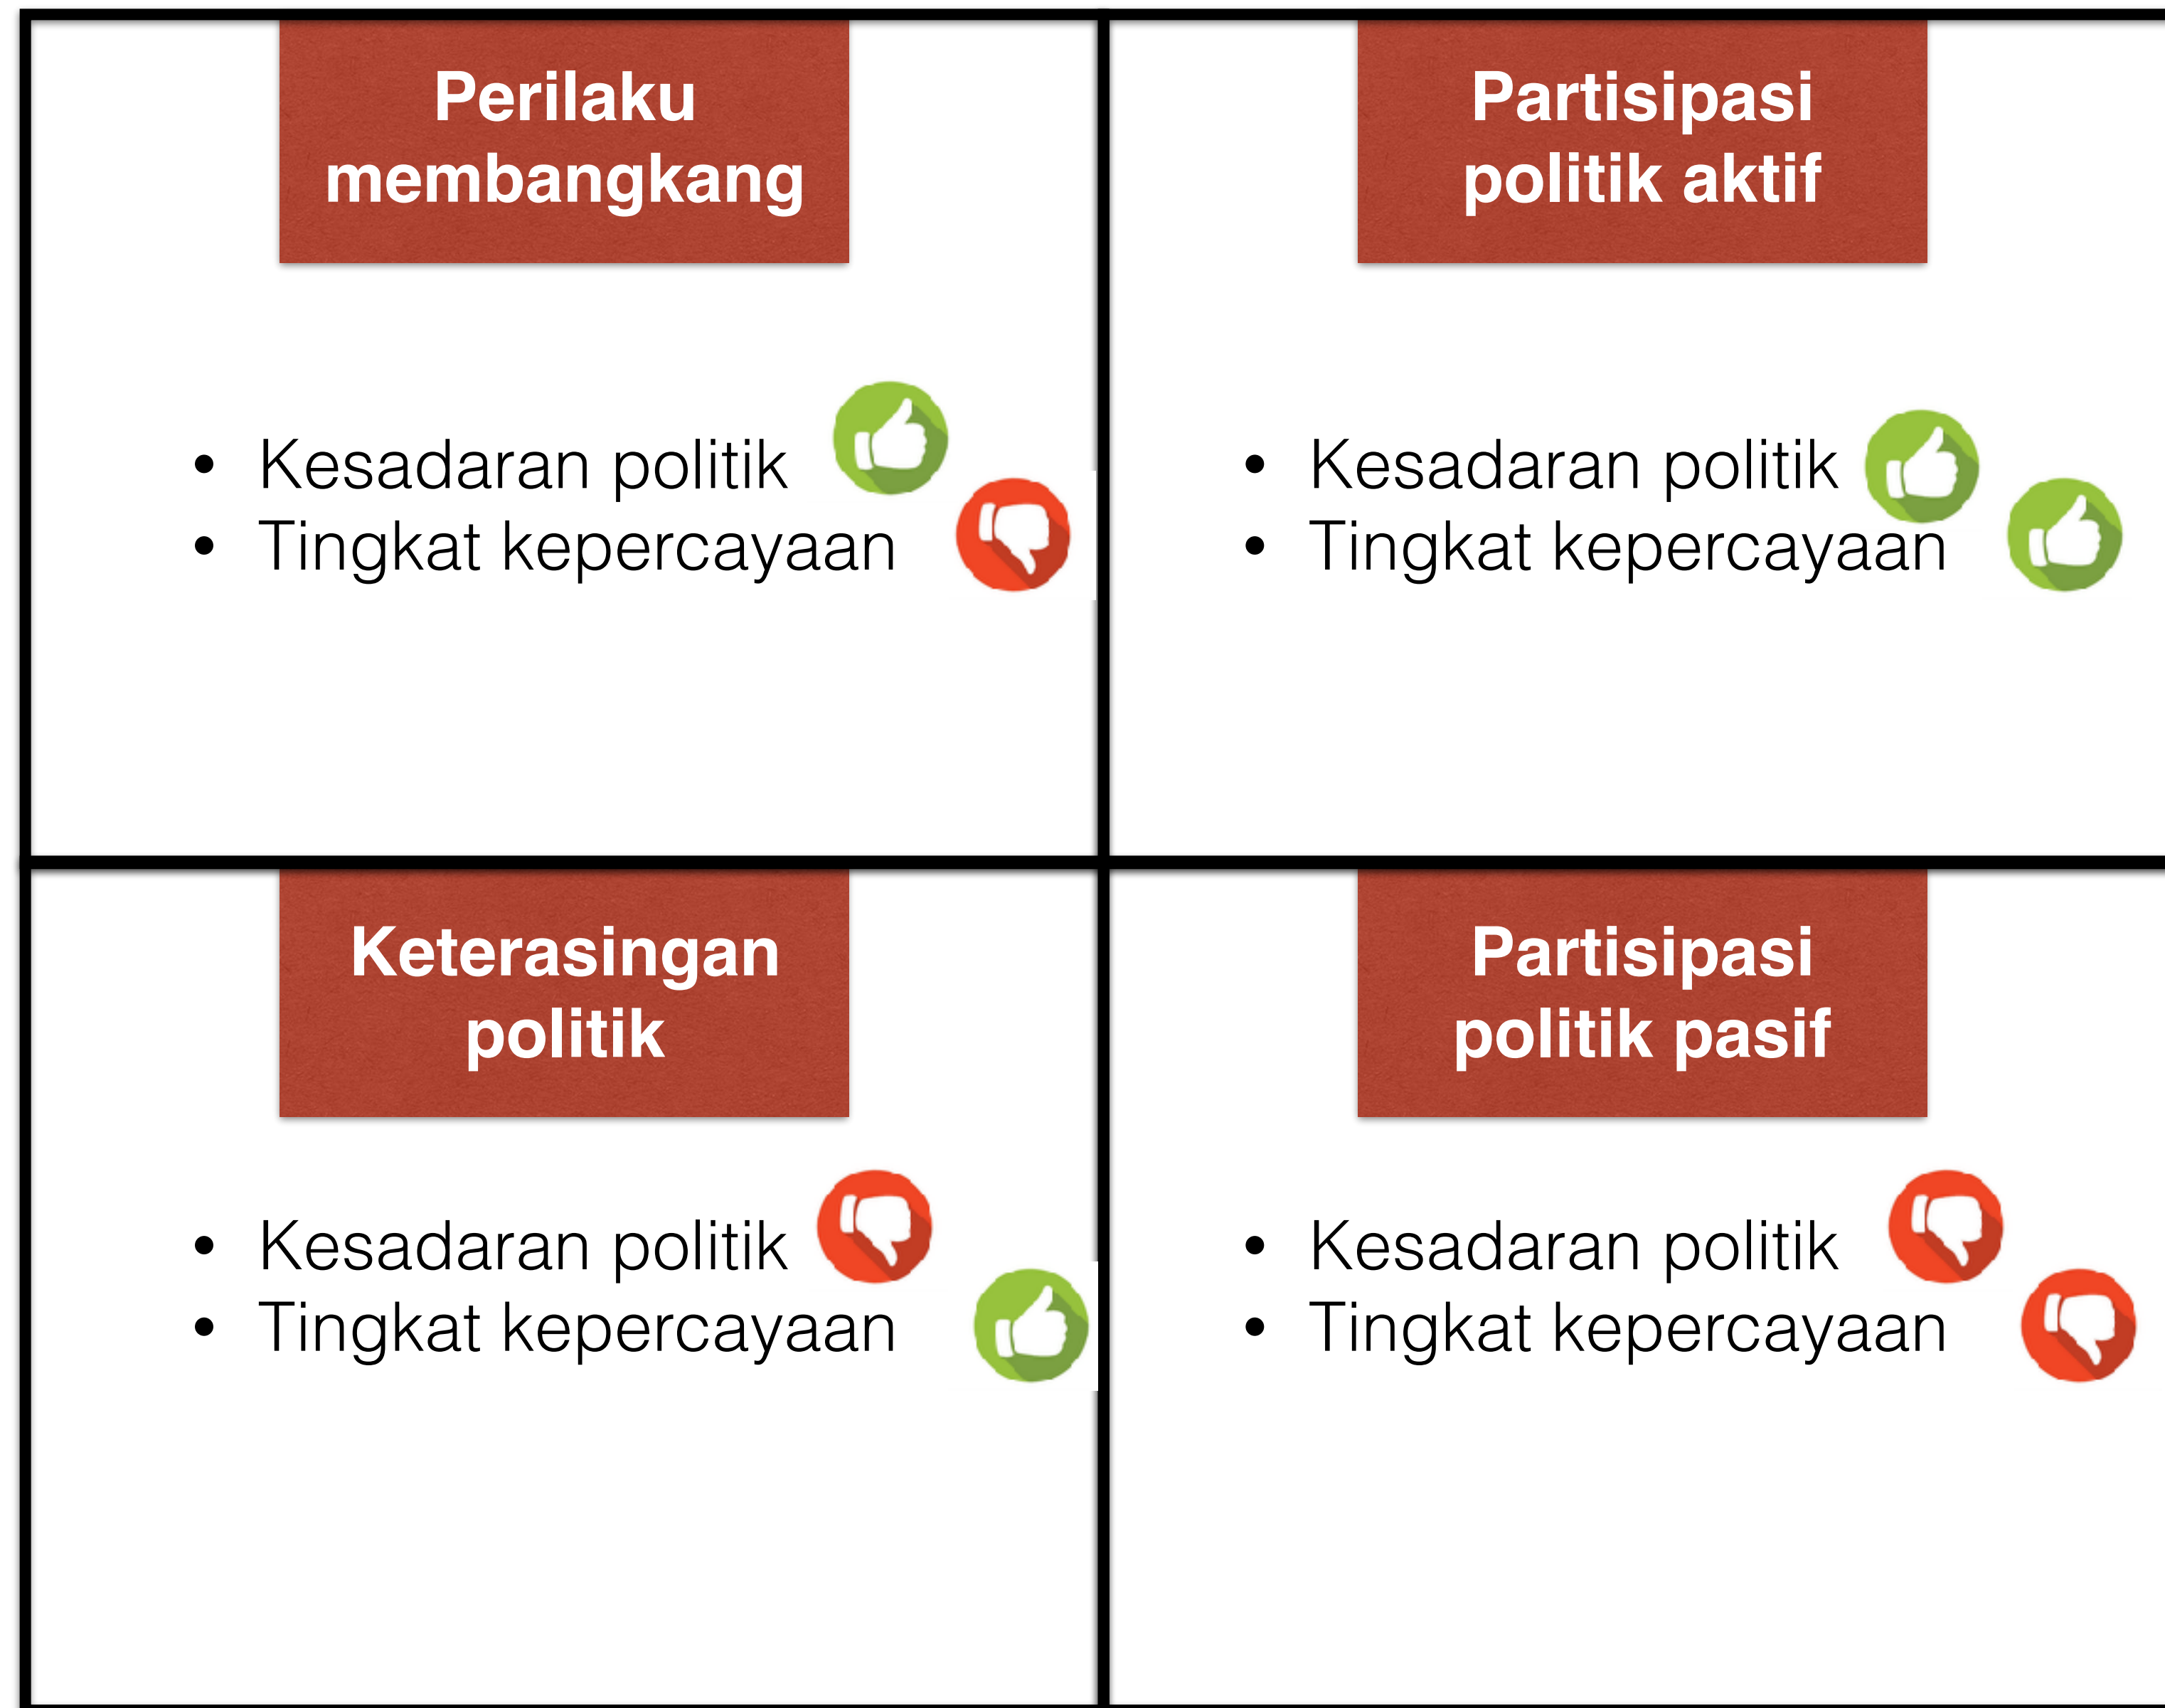 Perilaku
membangkang
• Kesadaran politik
• Tingkat kepercayaan
Partisipasi
politik aktif
• Kesadaran politik
• Tingkat kepercayaan
Keterasingan
politik
• Kesadaran politik
• Tingkat kepercayaan
Partisipasi
politik pasif
• Kesadaran politik
• Tingkat kepercayaan